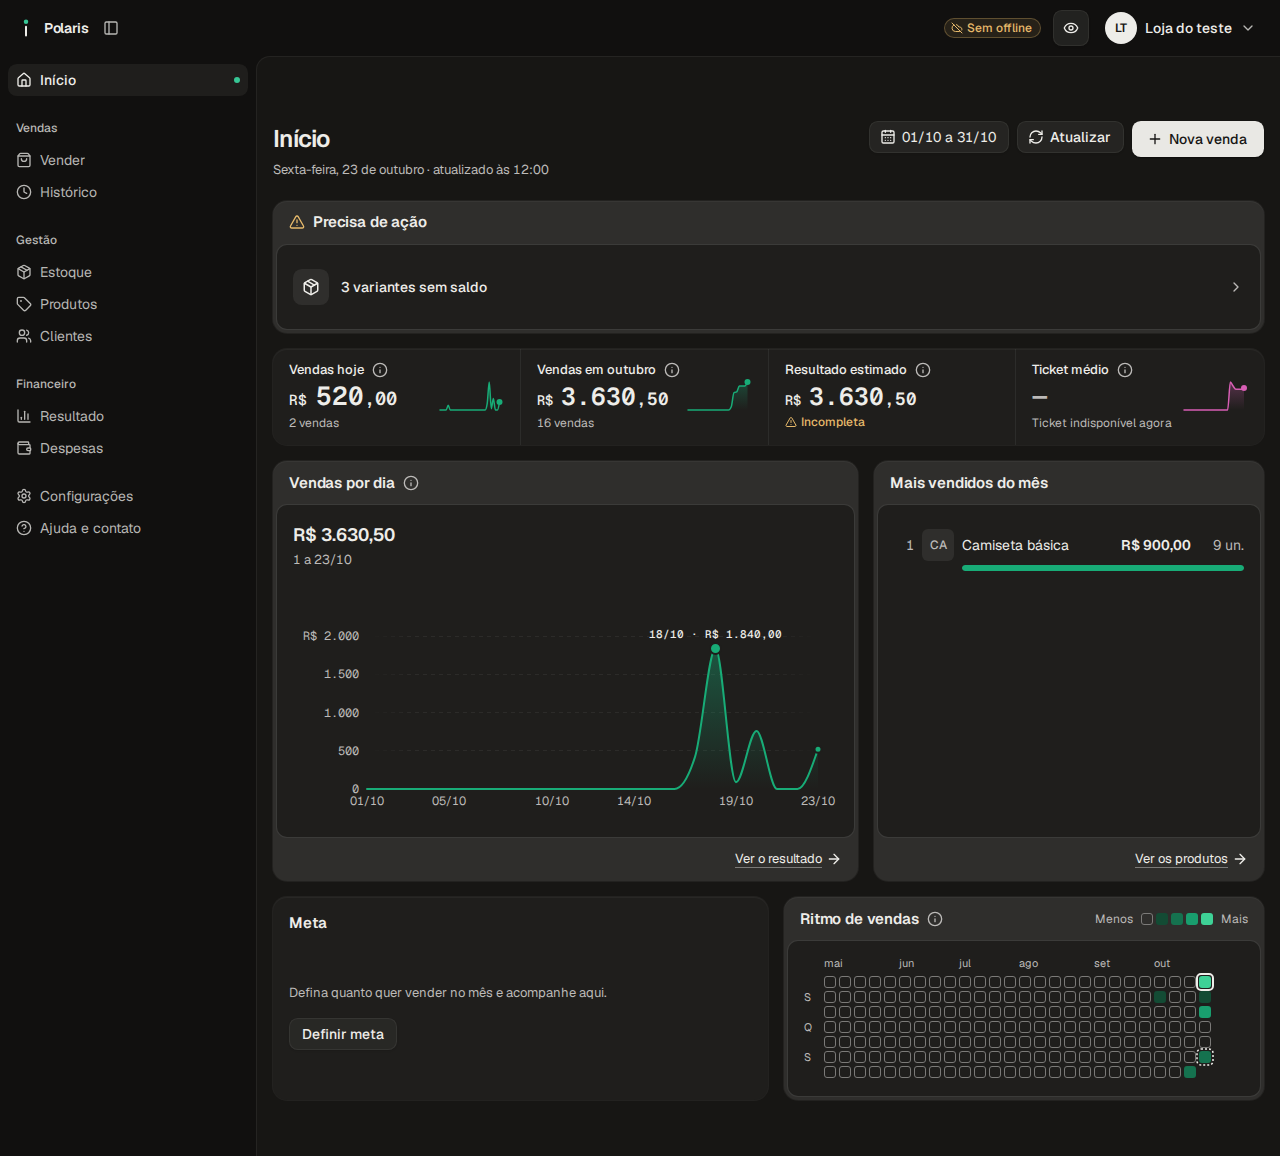 Polaris
Sem offline
LT
Loja do teste
Início
Vendas
Vender
Histórico
Gestão
Estoque
Produtos
Clientes
Financeiro
Resultado
Despesas
Configurações
Ajuda e contato
Início
Sexta-feira, 23 de outubro · atualizado às 12:00
01/10 a 31/10
Atualizar
Nova venda
Precisa de ação
3 variantes sem saldo
Vendas hoje
R$ 520,00
2 vendas
Vendas em outubro
R$ 3.630,50
16 vendas
Resultado estimado
R$ 3.630,50
Incompleta
Ticket médio
—
Ticket indisponível agora
Vendas por dia
R$ 3.630,50
1 a 23/10
R$ 2.000
1.500
1.000
500
0
18/10 · R$ 1.840,00
01/10 05/10 10/10 14/10 19/10 23/10
Ver o resultado
Mais vendidos do mês
1 CA Camiseta básica R$ 900,00 9 un.
Ver os produtos
Meta
Defina quanto quer vender no mês e acompanhe aqui.
Definir meta
Ritmo de vendas
Menos Mais
mai jun jul ago set out
S
Q
S